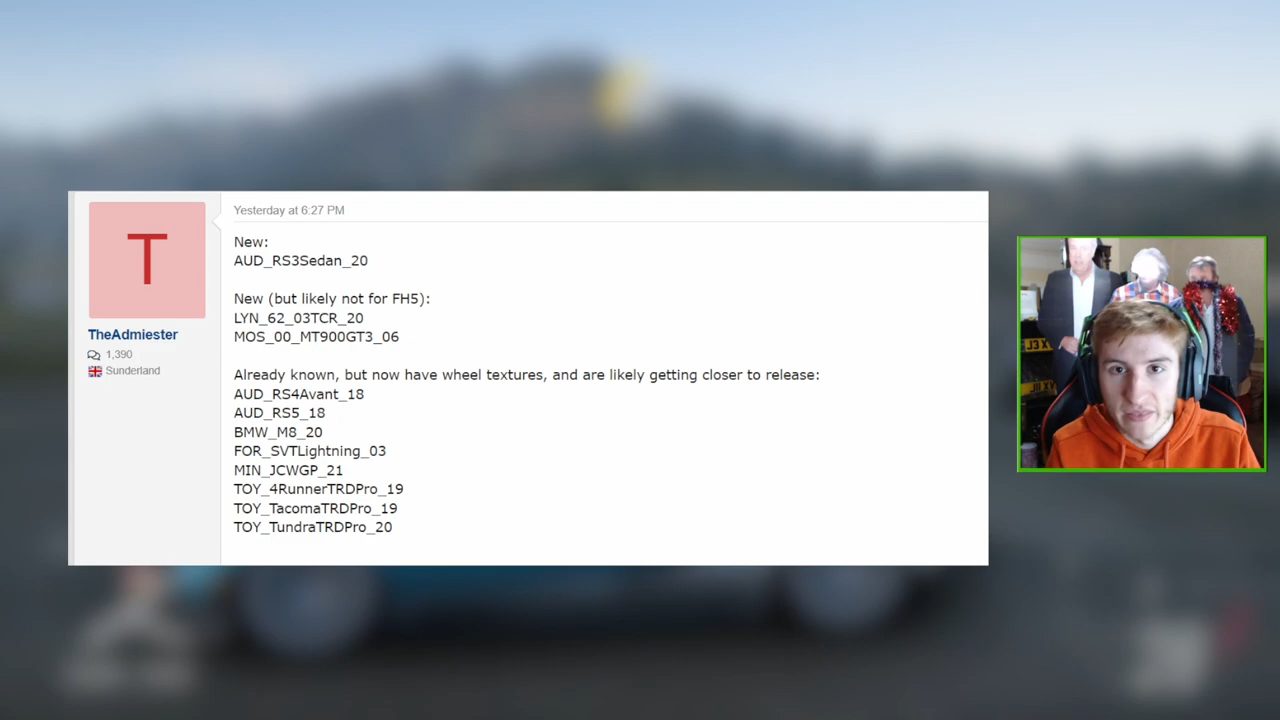 Yesterday at 6:27 PM
T
TheAdmiester
1,390
Sunderland
New:
AUD_RS3Sedan_20
New (but likely not for FH5):
LYN_62_03TCR_20
MOS_00_MT900GT3_06
Already known, but now have wheel textures, and are likely getting closer to release:
AUD_RS4Avant_18
AUD_RS5_18
BMW_M8_20
FOR_SVTLightning_03
MIN_JCWGP_21
TOY_4RunnerTRDPro_19
TOY_TacomaTRDPro_19
TOY_TundraTRDPro_20